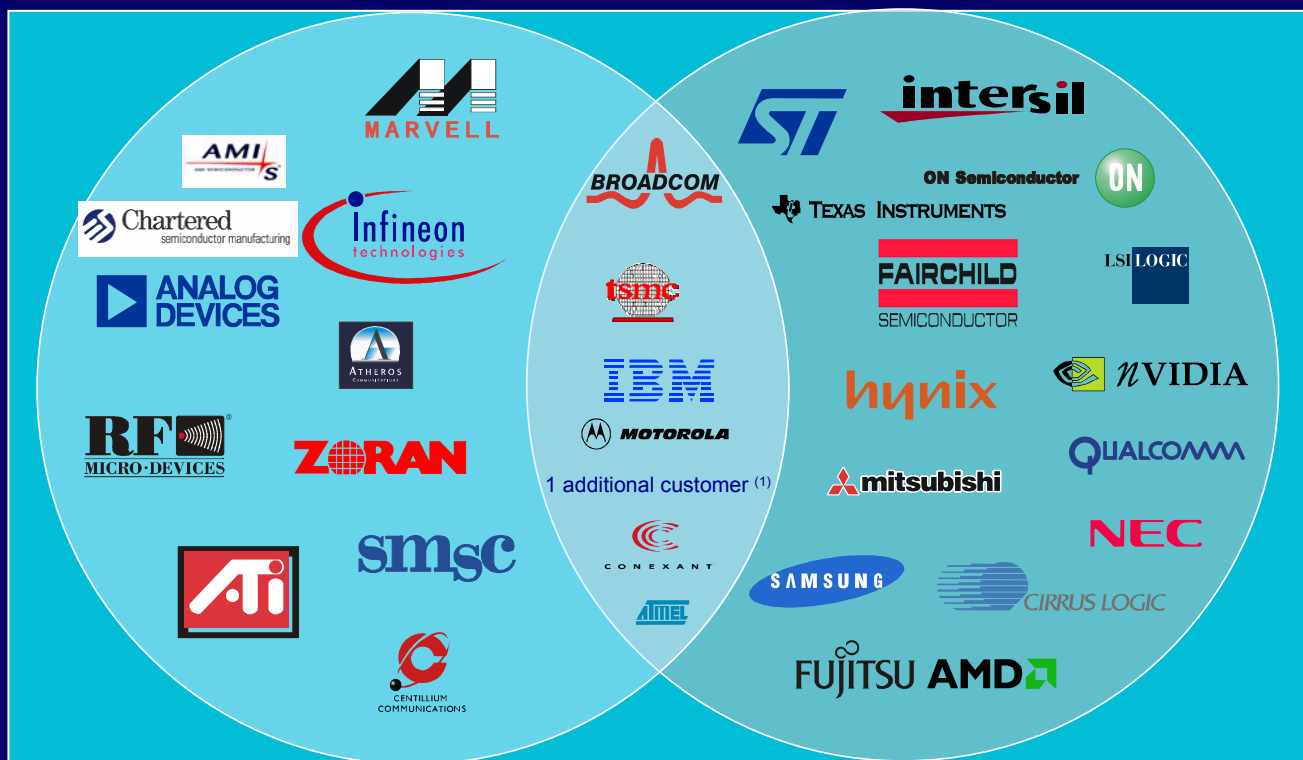 MARVELL
AMI
S
AMI SEMICONDUCTOR
Chartered
semiconductor manufacturing
Infineon
technologies
ANALOG
DEVICES
ATHEROS
COMMUNICATIONS
RF
®
MICRO·DEVICES
ZORAN
smsc
ATi
C
CENTILLIUM
COMMUNICATIONS
BROADCOM
tsmc
IBM
MOTOROLA
1 additional customer (1)
CONEXANT
ATMEL
ST
intersil
ON Semiconductor
ON
TEXAS INSTRUMENTS
FAIRCHILD
SEMICONDUCTOR
LSI LOGIC
hynix
nVIDIA
QUALCOMM
mitsubishi
NEC
SAMSUNG
CIRRUS LOGIC
FUJITSU
AMD